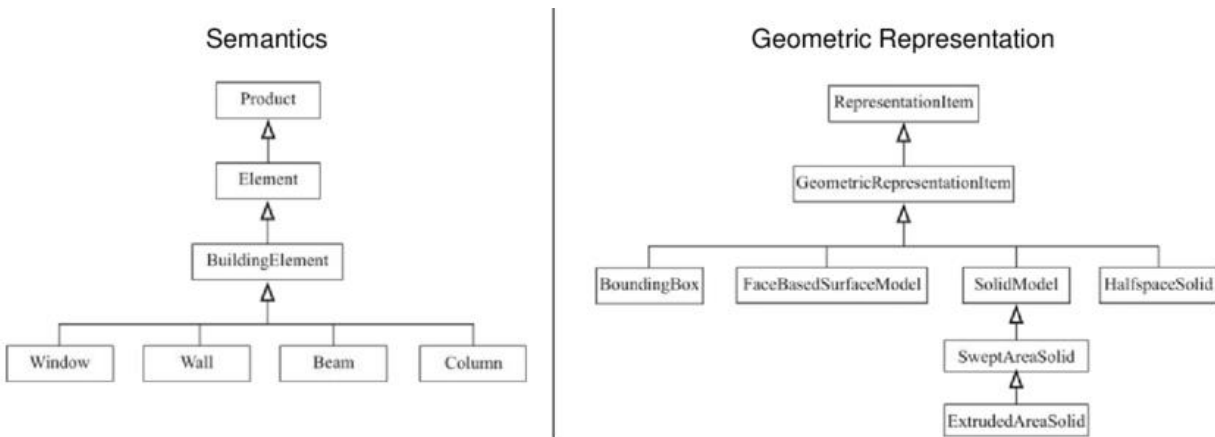 Semantics
Product
Element
BuildingElement
Window
Wall
Beam
Column
Geometric Representation
RepresentationItem
GeometricRepresentationItem
BoundingBox
FaceBasedSurfaceModel
SolidModel
HalfspaceSolid
SweptAreaSolid
ExtrudedAreaSolid